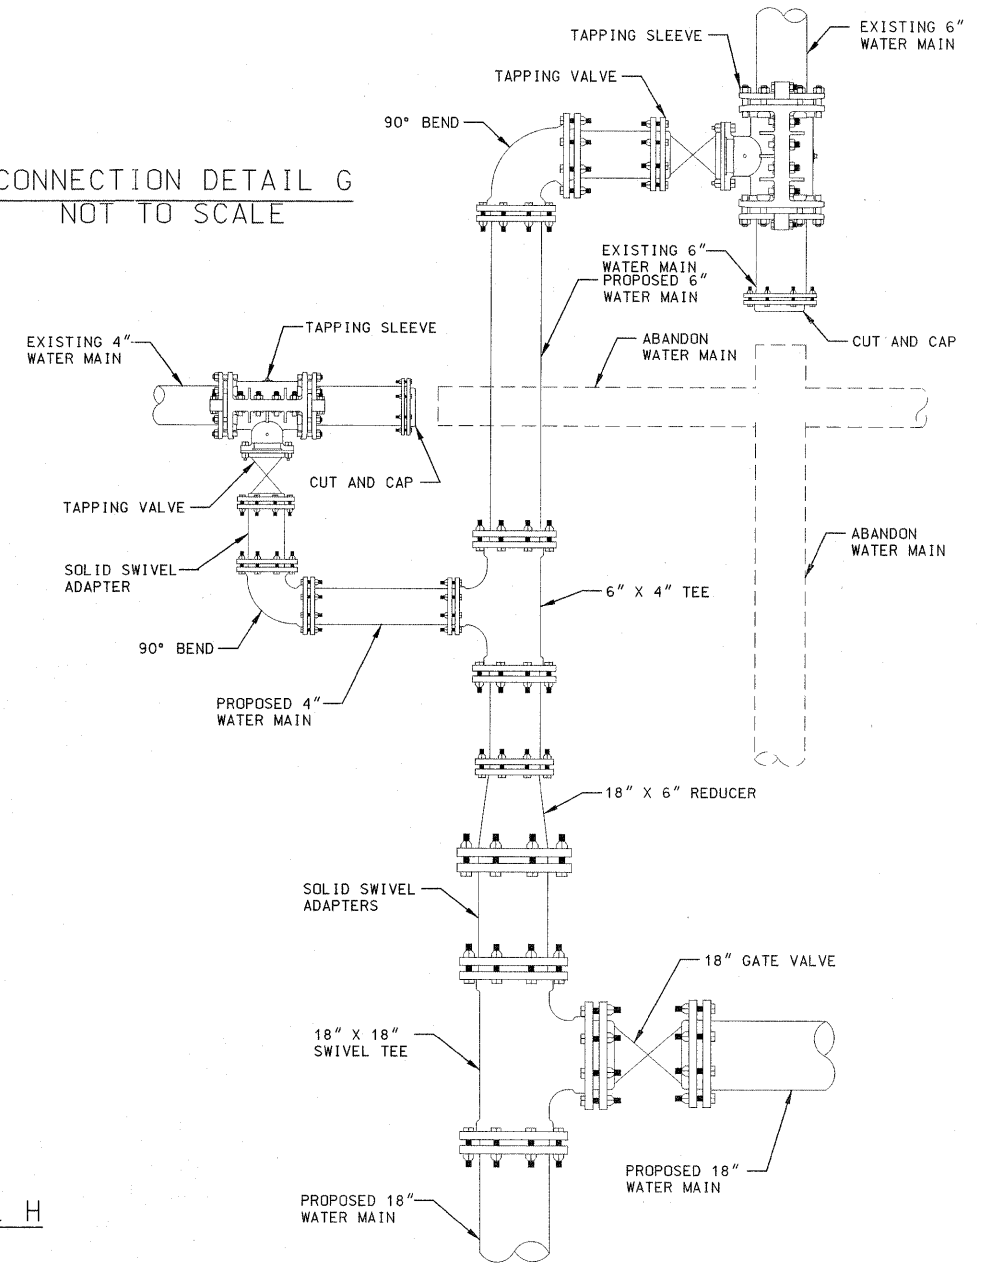 EXISTING 6"
WATER MAIN
TAPPING SLEEVE
TAPPING VALVE
90° BEND
CONNECTION DETAIL G
NOT TO SCALE
EXISTING 6"
WATER MAIN
PROPOSED 6"
WATER MAIN
TAPPING SLEEVE
EXISTING 4"
WATER MAIN
ABANDON
WATER MAIN
CUT AND CAP
CUT AND CAP
TAPPING VALVE
ABANDON
WATER MAIN
SOLID SWIVEL
ADAPTER
6" X 4" TEE
90° BEND
PROPOSED 4"
WATER MAIN
18" X 6" REDUCER
SOLID SWIVEL
ADAPTERS
18" GATE VALVE
18" X 18"
SWIVEL TEE
PROPOSED 18"
WATER MAIN
PROPOSED 18"
WATER MAIN
H